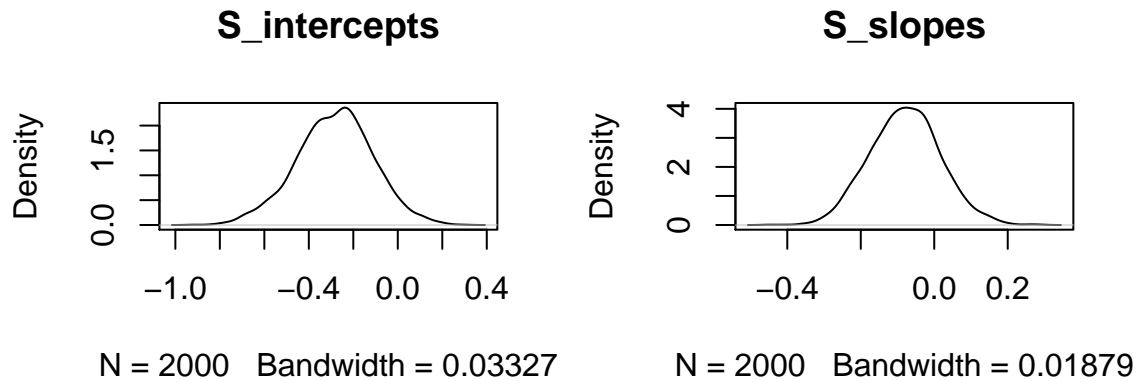 S_intercepts
Density
0.0 1.5
−1.0 −0.4 0.0 0.4
N = 2000 Bandwidth = 0.03327
S_slopes
Density
0 2 4
−0.4 0.0 0.2
N = 2000 Bandwidth = 0.01879